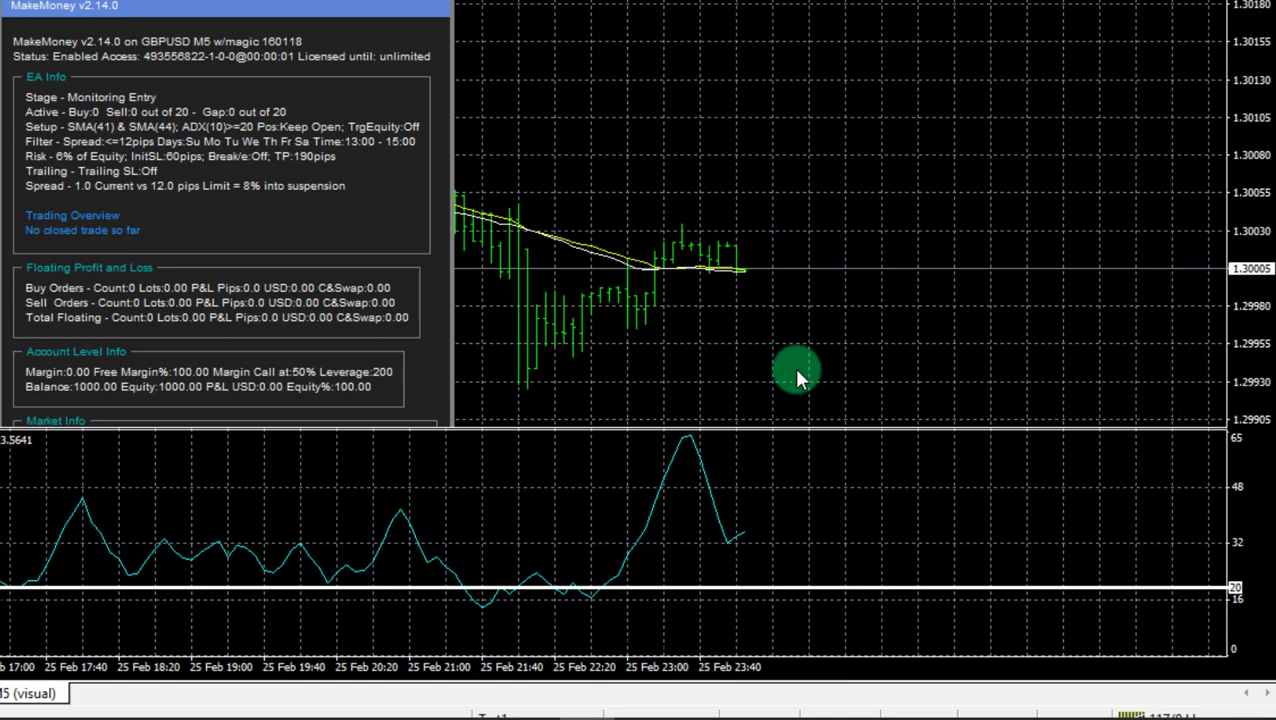 MakeMoney v2.14.0
MakeMoney v2.14.0 on GBPUSD M5 w/magic 160118
Status: Enabled Access: 493556822-1-0-0@00:00:01 Licensed until: unlimited
EA Info
Stage - Monitoring Entry
Active - Buy:0 Sell:0 out of 20 - Gap:0 out of 20
Setup - SMA(41) & SMA(44); ADX(10)>=20 Pos:Keep Open; TrgEquity:Off
Filter - Spread:<=12pips Days:Su Mo Tu We Th Fr Sa Time:13:00 - 15:00
Risk - 6% of Equity; InitSL:60pips; Break/e:Off; TP:190pips
Trailing - Trailing SL:Off
Spread - 1.0 Current vs 12.0 pips Limit = 8% into suspension
Trading Overview
No closed trade so far
Floating Profit and Loss
Buy Orders - Count:0 Lots:0.00 P&L Pips:0.0 USD:0.00 C&Swap:0.00
Sell Orders - Count:0 Lots:0.00 P&L Pips:0.0 USD:0.00 C&Swap:0.00
Total Floating - Count:0 Lots:0.00 P&L Pips:0.0 USD:0.00 C&Swap:0.00
Account Level Info
Margin:0.00 Free Margin%:100.00 Margin Call at:50% Leverage:200
Balance:1000.00 Equity:1000.00 P&L USD:0.00 Equity%:100.00
Market Info
1.30180
1.30155
1.30130
1.30105
1.30080
1.30055
1.30030
1.30005
1.29980
1.29955
1.29930
1.29905
3.5641
65
48
32
20
16
0
17:00 25 Feb 17:40 25 Feb 18:20 25 Feb 19:00 25 Feb 19:40 25 Feb 20:20 25 Feb 21:00 25 Feb 21:40 25 Feb 22:20 25 Feb 23:00 25 Feb 23:40
(visual)